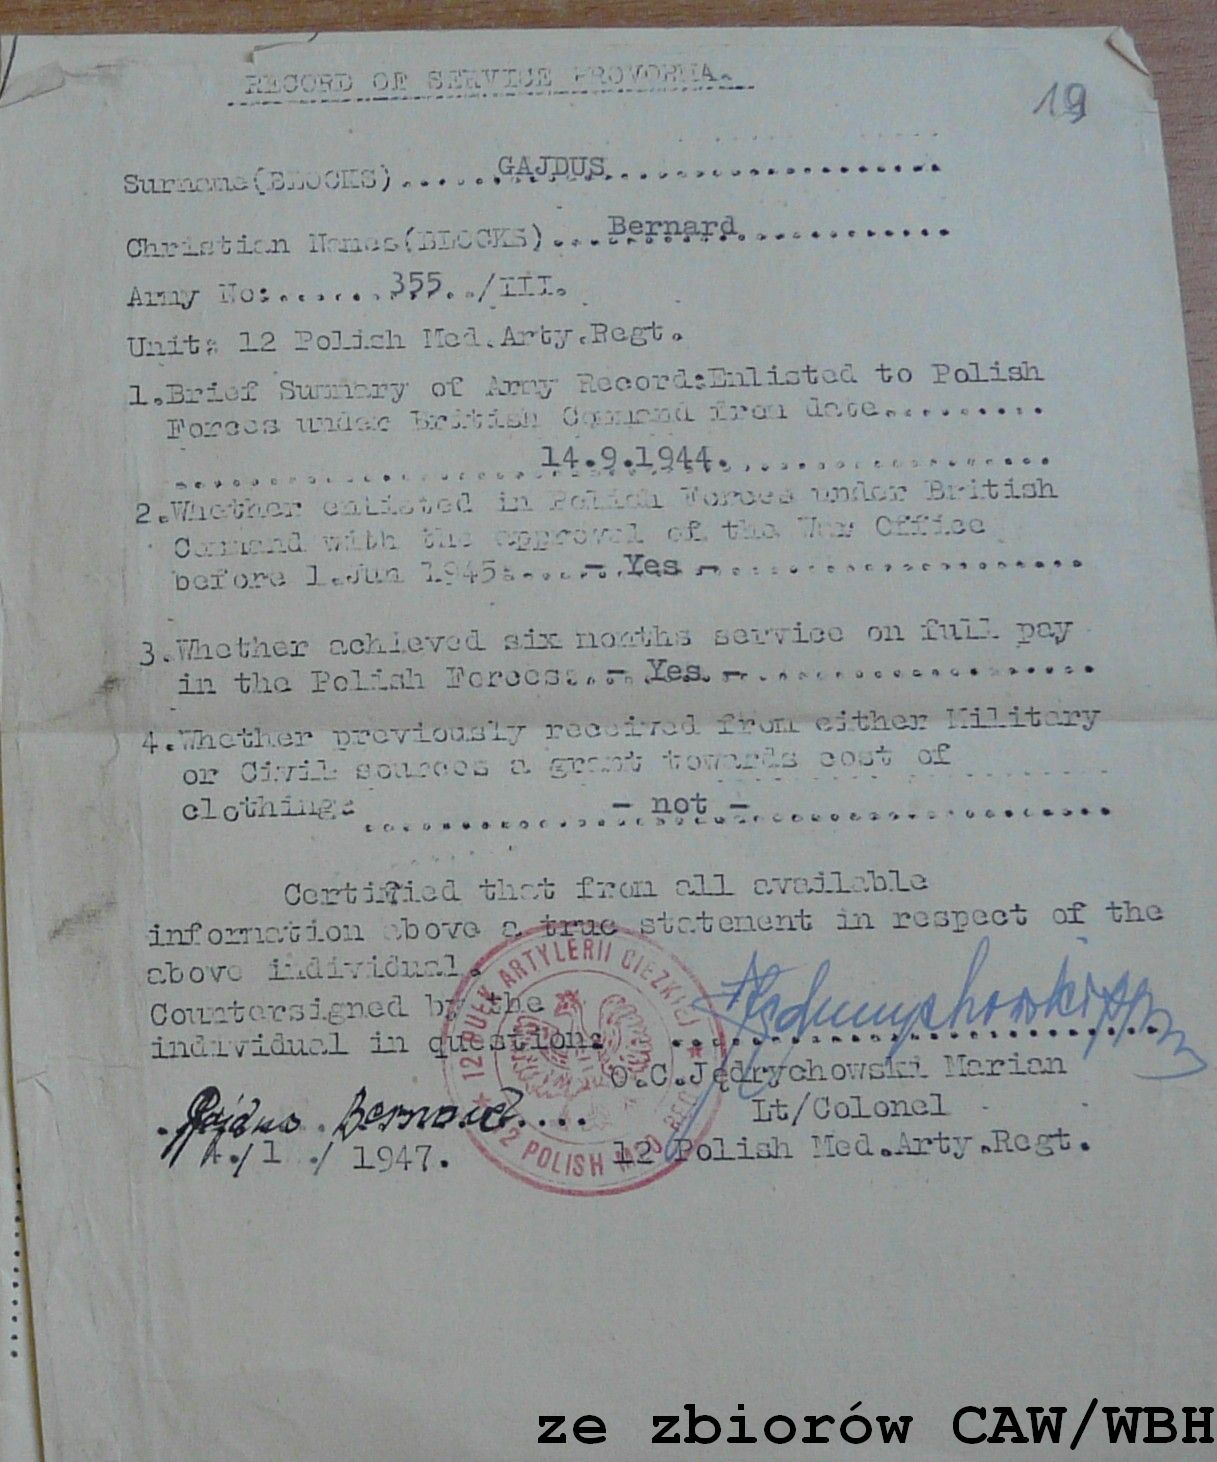 RECORD OF SERVICE PROVORMA.
19
Surname(BLOCKS)......GAJDUS......................
Christian Names(BLOCKS)....Bernard..............
Army No:.......355../III.
Unit: 12 Polish Med.Arty.Regt.
1.Brief Summary of Army Record:Enlisted to Polish
Forces under British Command from date..........
14.9.1944.
2.Whether enlisted in Polish Forces under British
Command with the approval of the War Office
before 1.Jun 1945:.... - Yes - ......................
3.Whether achieved six months service on full pay
in the Polish Forces:.. - Yes - ......................
4.Whether previously received from either Military
or Civil sources a grant towards cost of
clothing: - not -
Certified that from all available
information above a true statement in respect of the
above individual.
Countersigned by the
individual in question:
O.C.Jędrychowski Marian
Gajdus Bernard....
Lt/Colonel
4./1./ 1947.
12 Polish Med.Arty.Regt.
12 PUŁK ARTYLERII CIĘŻKIEJ
12 POLISH MED REGT
ze zbiorów CAW/WBH